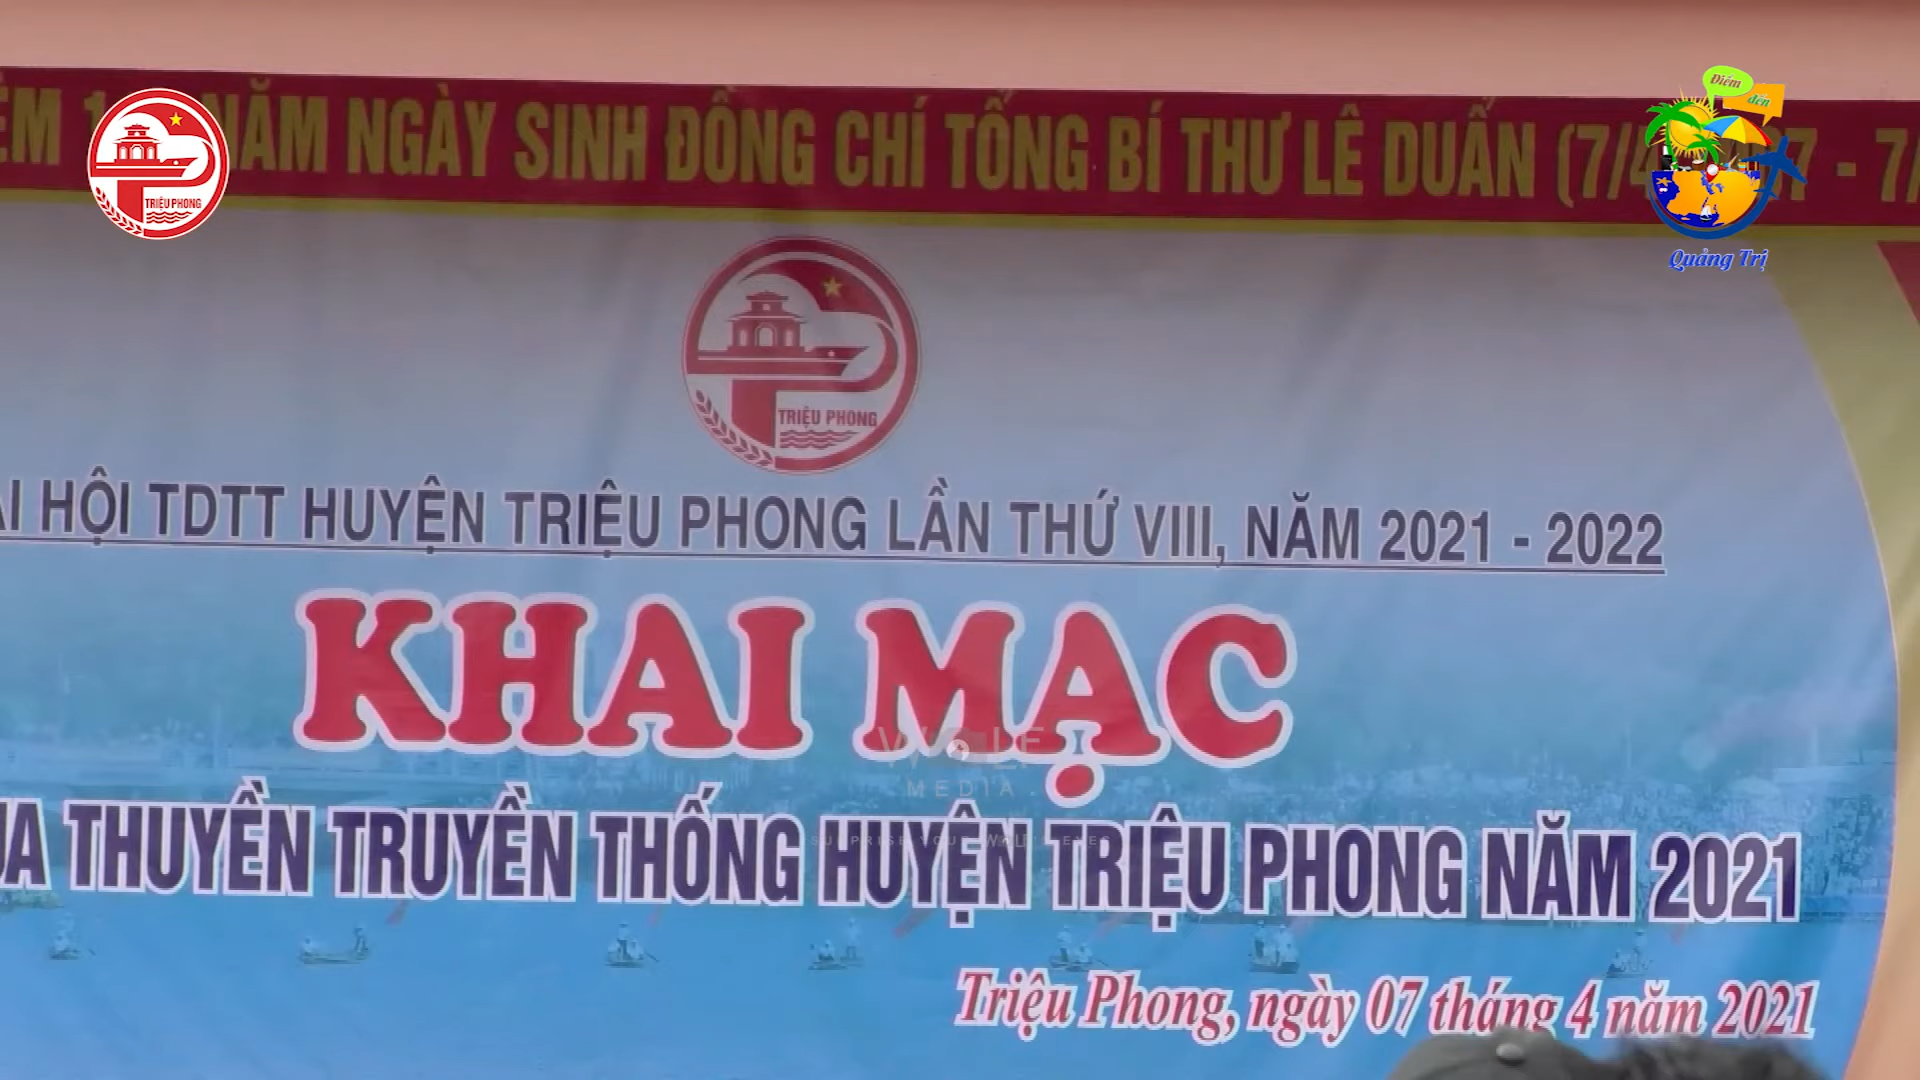 NĂM NGÀY SINH ĐỒNG CHÍ TỔNG BÍ THƯ LÊ DUẨN - 7/
TRIỆU PHONG
Điểm
đến
Quảng Trị
TRIỆU PHONG
HỘI TDTT HUYỆN TRIỆU PHONG LẦN THỨ VIII, NĂM 2021 - 2022
KHAI MẠC
MEDIA
THUYỀN TRUYỀN THỐNG HUYỆN TRIỆU PHONG NĂM 2021
Triệu Phong, ngày 07 tháng 4 năm 2021